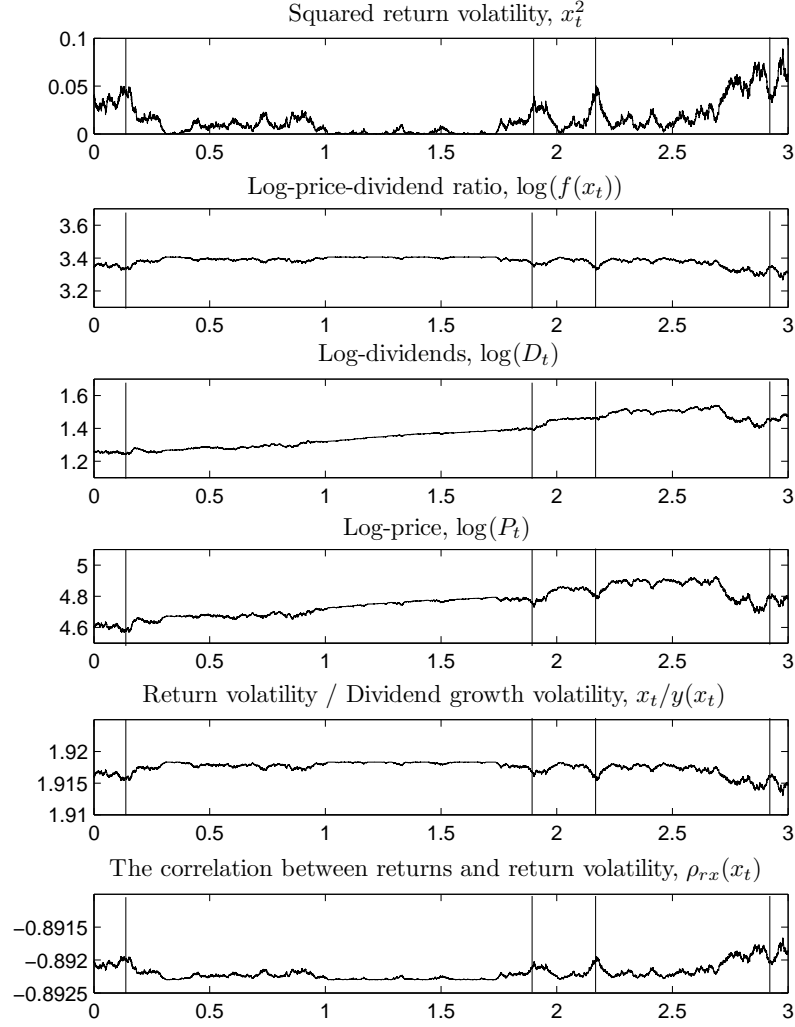 Squared return volatility, $x_t^2$
0.1
0.05
0
0 0.5 1 1.5 2 2.5 3
Log-price-dividend ratio, $\log(f(x_t))$
3.6
3.4
3.2
0 0.5 1 1.5 2 2.5 3
Log-dividends, $\log(D_t)$
1.6
1.4
1.2
0 0.5 1 1.5 2 2.5 3
Log-price, $\log(P_t)$
5
4.8
4.6
0 0.5 1 1.5 2 2.5 3
Return volatility / Dividend growth volatility, $x_t/y(x_t)$
1.92
1.915
1.91
0 0.5 1 1.5 2 2.5 3
The correlation between returns and return volatility, $\rho_{rx}(x_t)$
−0.8915
−0.892
−0.8925
0 0.5 1 1.5 2 2.5 3